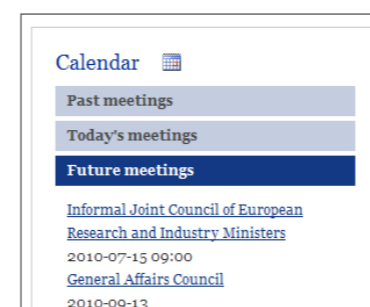 Calendar
Past meetings
Today's meetings
Future meetings
Informal Joint Council of European
Research and Industry Ministers
2010-07-15 09:00
General Affairs Council
2010-09-13